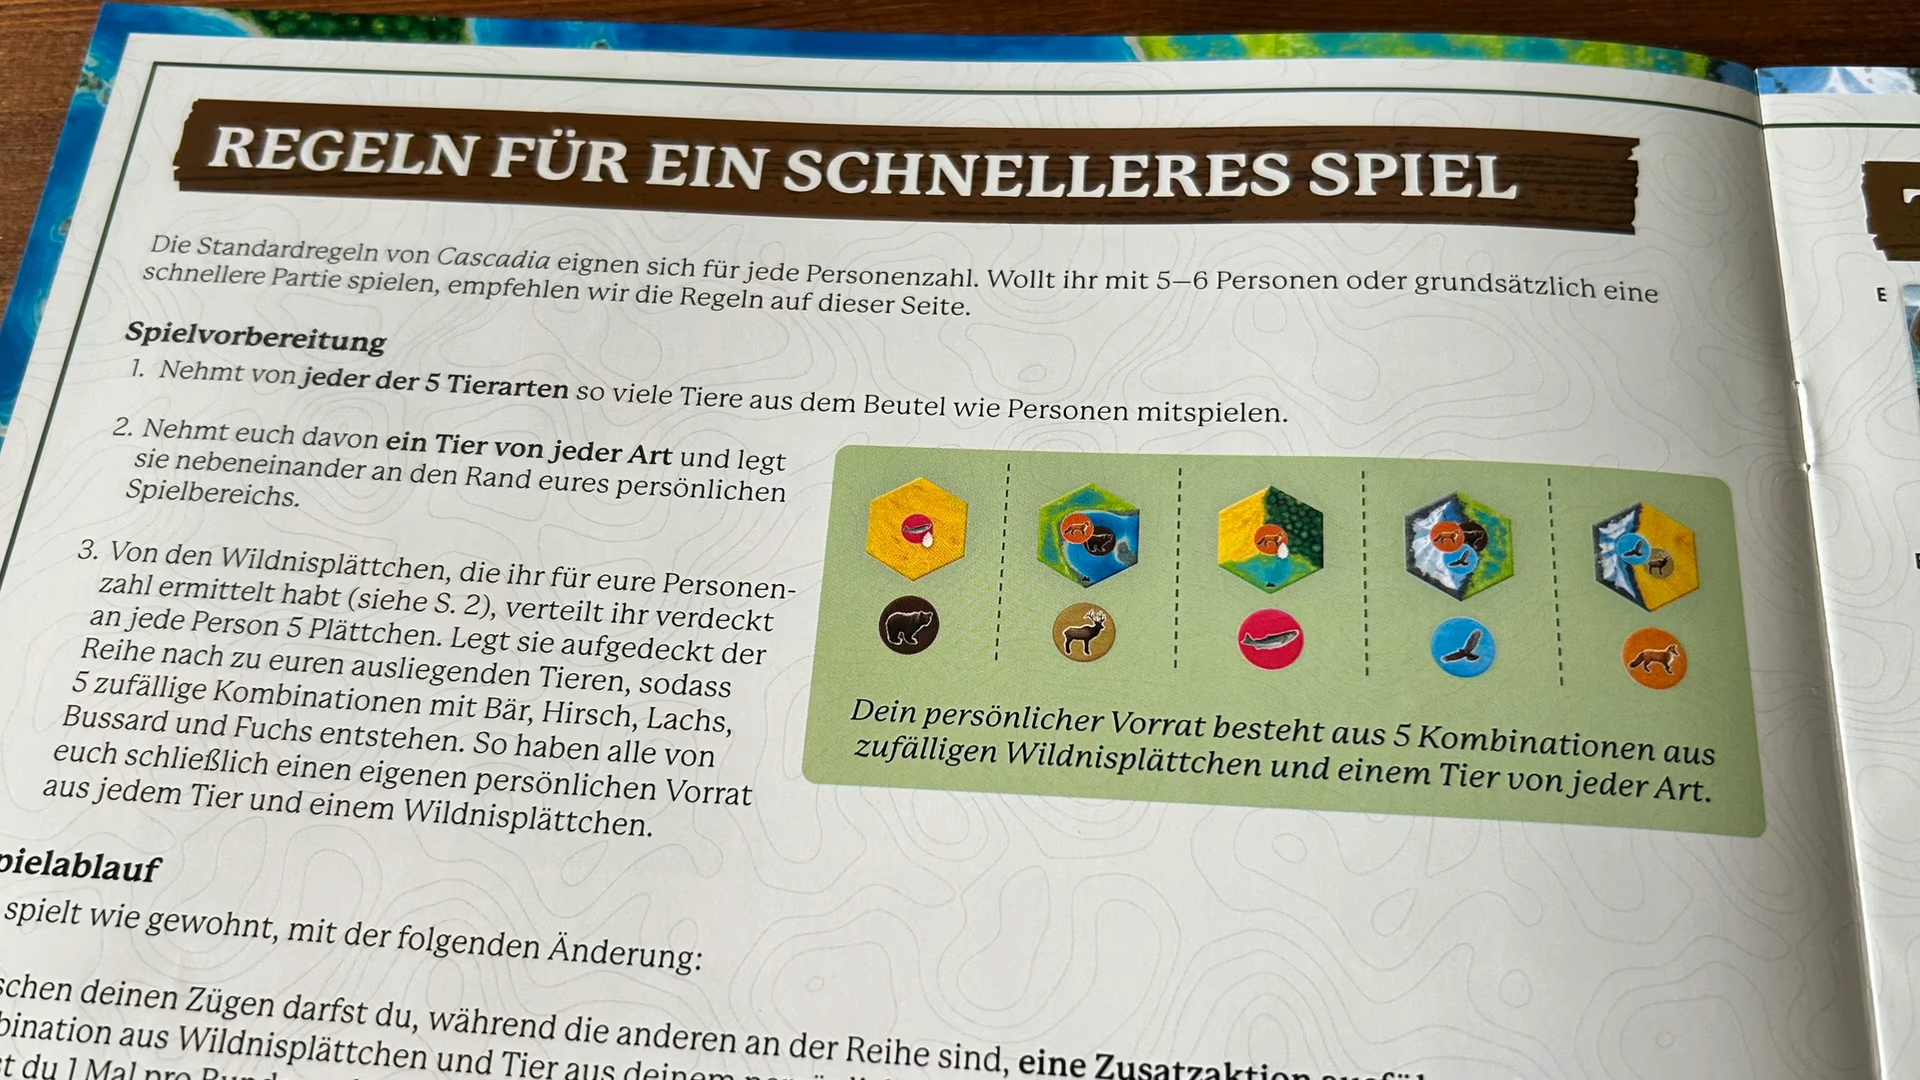 REGELN FÜR EIN SCHNELLERES SPIEL
Die Standardregeln von Cascadia eignen sich für jede Personenzahl. Wollt ihr mit 5–6 Personen oder grundsätzlich eine
schnellere Partie spielen, empfehlen wir die Regeln auf dieser Seite.
Spielvorbereitung
1. Nehmt von jeder der 5 Tierarten so viele Tiere aus dem Beutel wie Personen mitspielen.
2. Nehmt euch davon ein Tier von jeder Art und legt
sie nebeneinander an den Rand eures persönlichen
Spielbereichs.
3. Von den Wildnisplättchen, die ihr für eure Personen-
zahl ermittelt habt (siehe S. 2), verteilt ihr verdeckt
an jede Person 5 Plättchen. Legt sie aufgedeckt der
Reihe nach zu euren ausliegenden Tieren, sodass
5 zufällige Kombinationen mit Bär, Hirsch, Lachs,
Bussard und Fuchs entstehen. So haben alle von
euch schließlich einen eigenen persönlichen Vorrat
aus jedem Tier und einem Wildnisplättchen.
Dein persönlicher Vorrat besteht aus 5 Kombinationen aus
zufälligen Wildnisplättchen und einem Tier von jeder Art.
pielablauf
spielt wie gewohnt, mit der folgenden Änderung:
schen deinen Zügen darfst du, während die anderen an der Reihe sind, eine Zusatzaktion
bination aus Wildnisplättchen und Tier aus deinem
st du 1 Mal pro
E